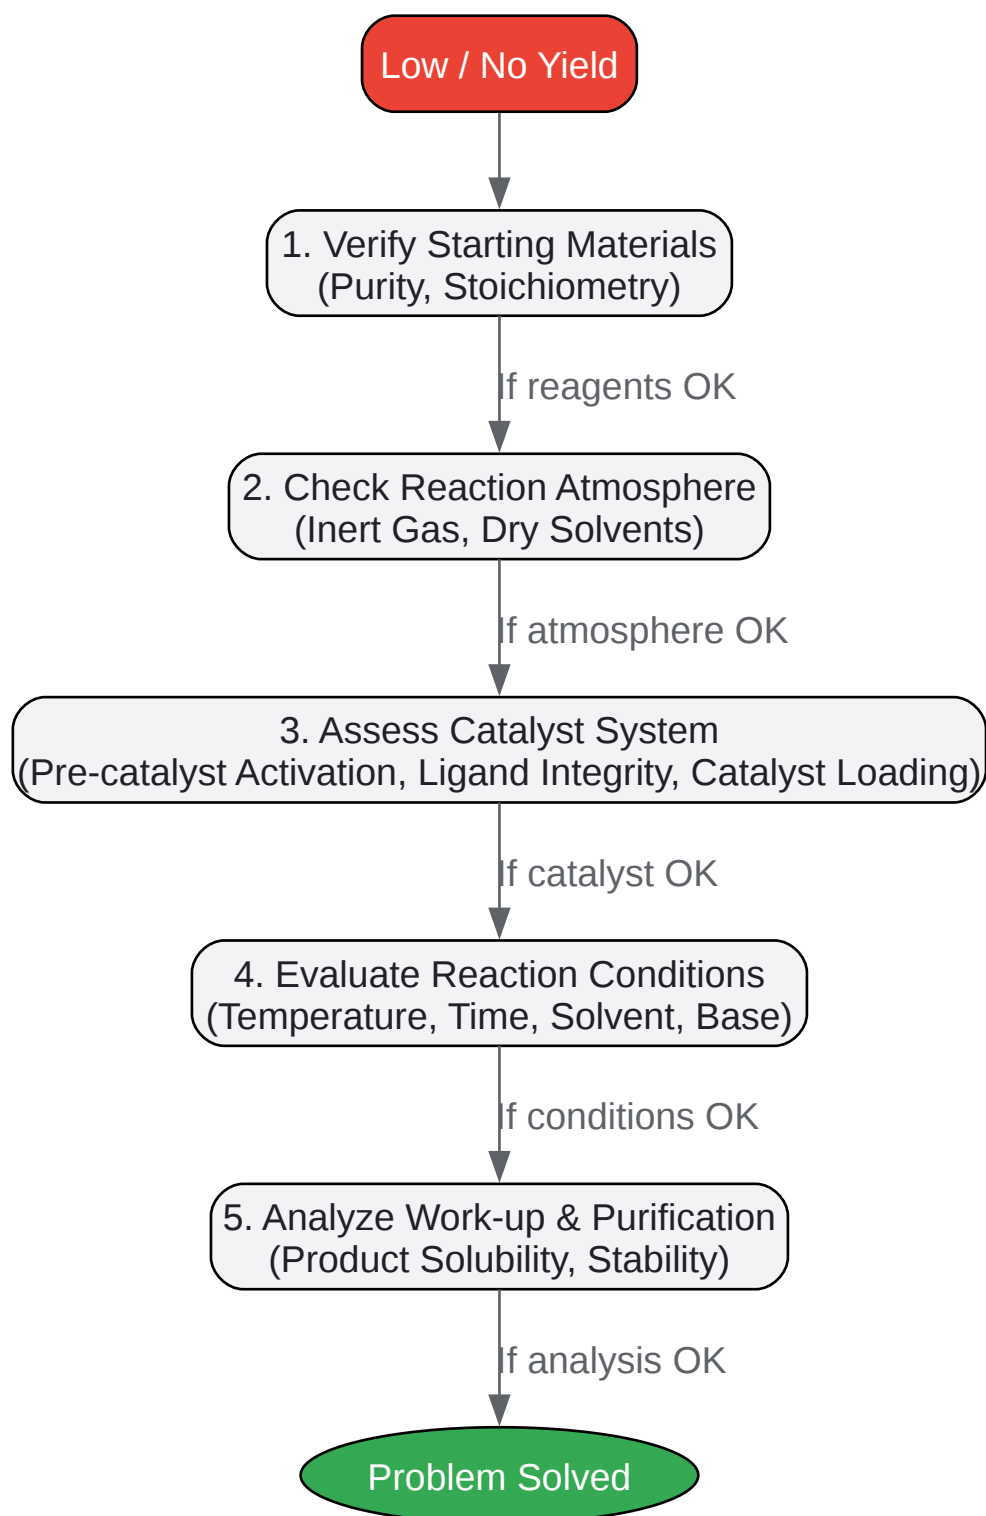 Low / No Yield
1. Verify Starting Materials
(Purity, Stoichiometry)
If reagents OK
2. Check Reaction Atmosphere
(Inert Gas, Dry Solvents)
If atmosphere OK
3. Assess Catalyst System
(Pre-catalyst Activation, Ligand Integrity, Catalyst Loading)
If catalyst OK
4. Evaluate Reaction Conditions
(Temperature, Time, Solvent, Base)
If conditions OK
5. Analyze Work-up & Purification
(Product Solubility, Stability)
If analysis OK
Problem Solved